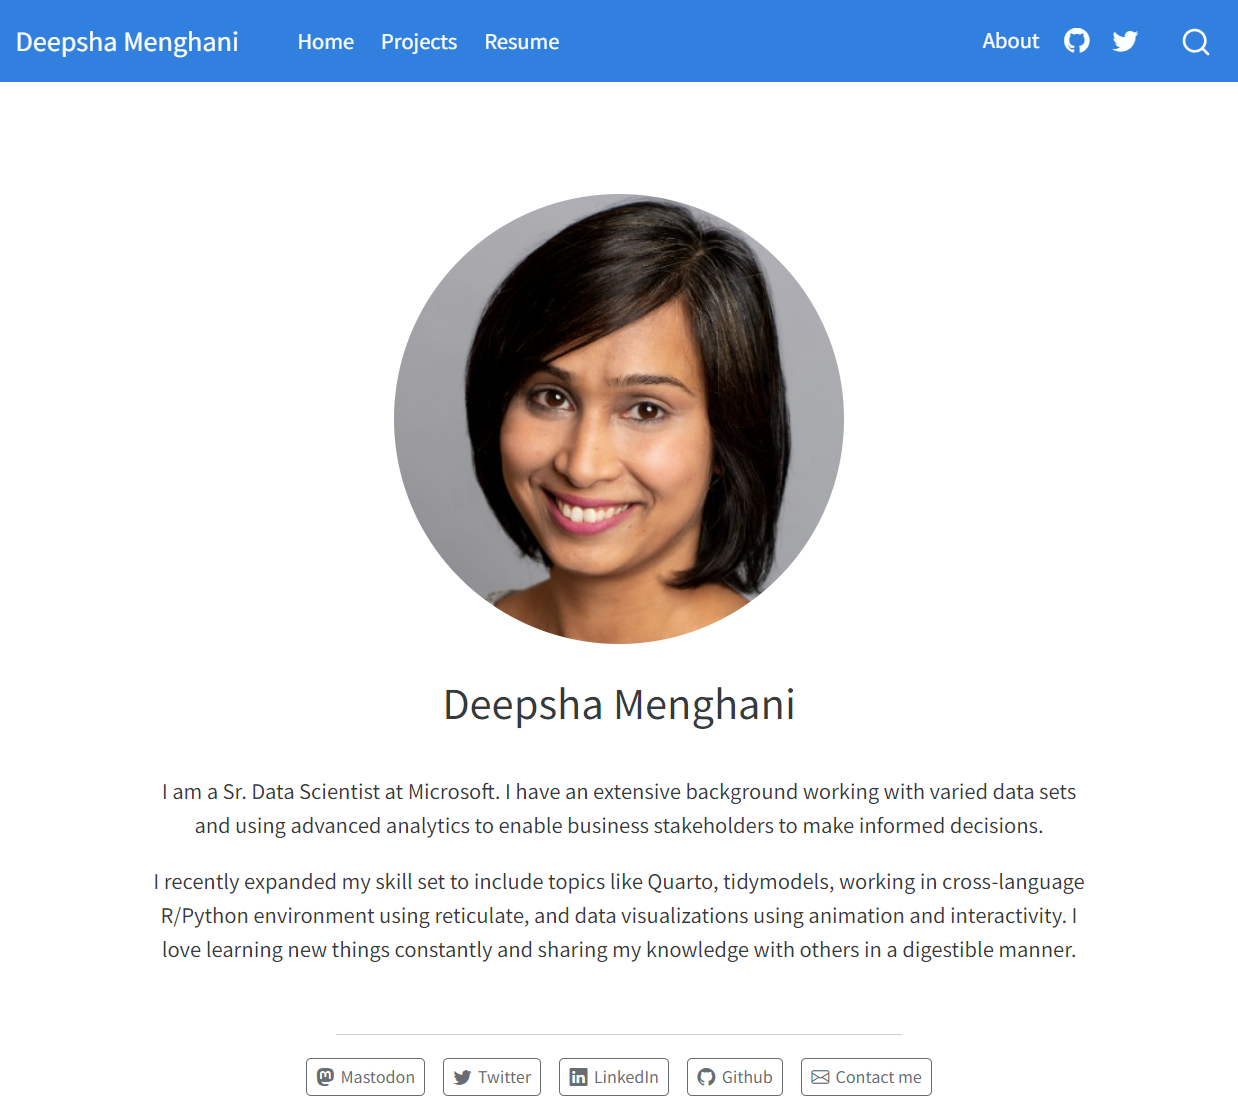 Deepsha Menghani Home Projects Resume About
Deepsha Menghani
I am a Sr. Data Scientist at Microsoft. I have an extensive background working with varied data sets
and using advanced analytics to enable business stakeholders to make informed decisions.
I recently expanded my skill set to include topics like Quarto, tidymodels, working in cross-language
R/Python environment using reticulate, and data visualizations using animation and interactivity. I
love learning new things constantly and sharing my knowledge with others in a digestible manner.
Mastodon Twitter LinkedIn Github Contact me